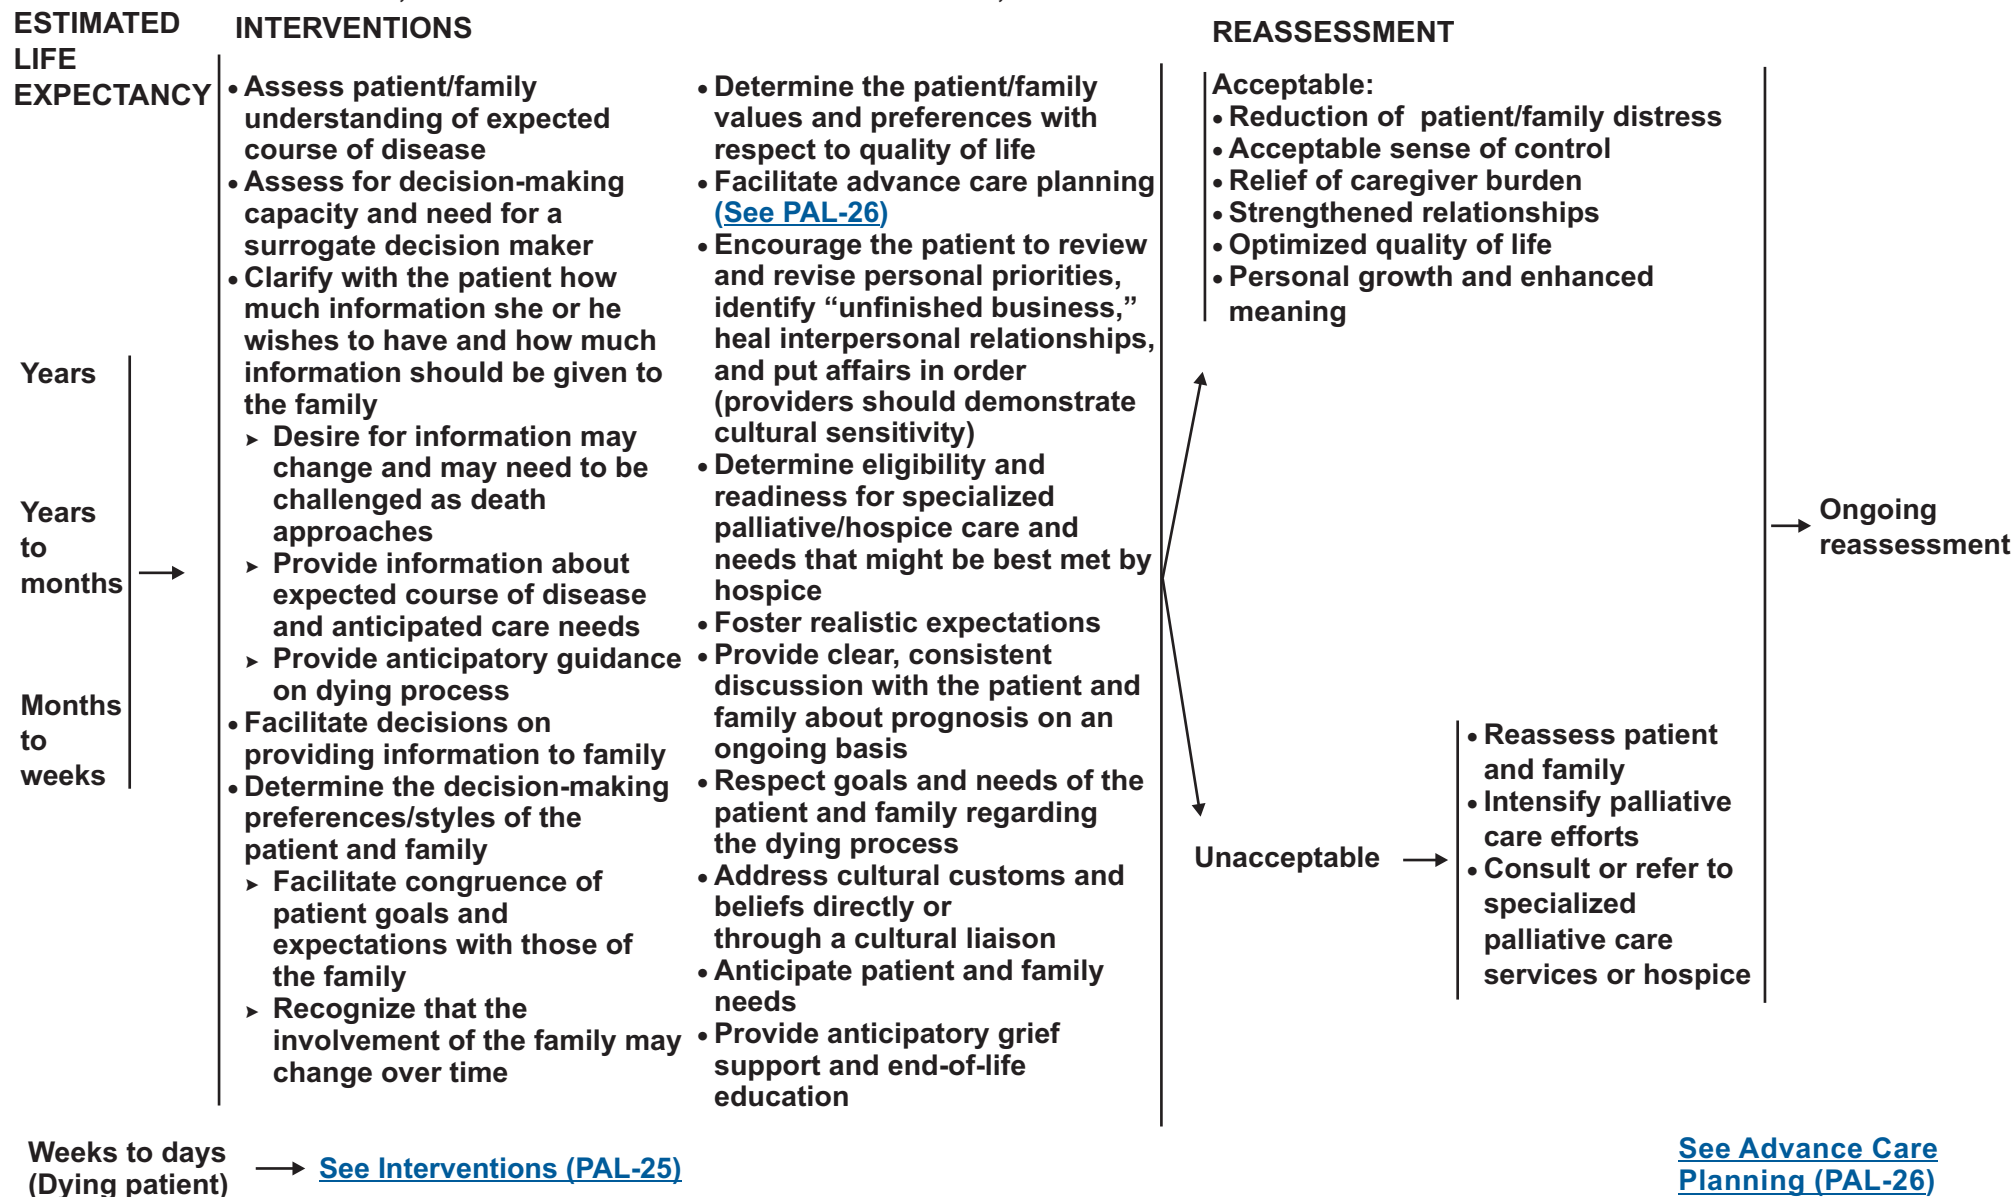 ESTIMATED
LIFE
EXPECTANCY
Years
Years
to
months
Months
to
weeks
INTERVENTIONS
• Assess patient/family
understanding of expected
course of disease
• Assess for decision-making
capacity and need for a
surrogate decision maker
• Clarify with the patient how
much information she or he
wishes to have and how much
information should be given to
the family
➤ Desire for information may
change and may need to be
challenged as death
approaches
➤ Provide information about
expected course of disease
and anticipated care needs
➤ Provide anticipatory guidance
on dying process
• Facilitate decisions on
providing information to family
• Determine the decision-making
preferences/styles of the
patient and family
➤ Facilitate congruence of
patient goals and
expectations with those of
the family
➤ Recognize that the
involvement of the family may
change over time
• Determine the patient/family
values and preferences with
respect to quality of life
• Facilitate advance care planning
(See PAL-26)
• Encourage the patient to review
and revise personal priorities,
identify “unfinished business,”
heal interpersonal relationships,
and put affairs in order
(providers should demonstrate
cultural sensitivity)
• Determine eligibility and
readiness for specialized
palliative/hospice care and
needs that might be best met by
hospice
• Foster realistic expectations
• Provide clear, consistent
discussion with the patient and
family about prognosis on an
ongoing basis
• Respect goals and needs of the
patient and family regarding
the dying process
• Address cultural customs and
beliefs directly or
through a cultural liaison
• Anticipate patient and family
needs
• Provide anticipatory grief
support and end-of-life
education
REASSESSMENT
Acceptable:
• Reduction of patient/family distress
• Acceptable sense of control
• Relief of caregiver burden
• Strengthened relationships
• Optimized quality of life
• Personal growth and enhanced
meaning
Unacceptable
• Reassess patient
and family
• Intensify palliative
care efforts
• Consult or refer to
specialized
palliative care
services or hospice
Ongoing
reassessment
Weeks to days
(Dying patient)
See Interventions (PAL-25)
See Advance Care
Planning (PAL-26)